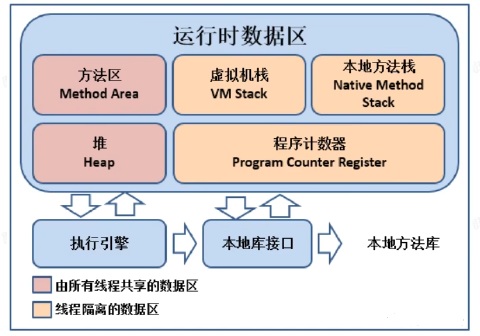 运行时数据区
方法区
Method Area
虚拟机栈
VM Stack
本地方法栈
Native Method
Stack
堆
Heap
程序计数器
Program Counter Register
执行引擎
本地库接口
本地方法库
由所有线程共享的数据区
线程隔离的数据区